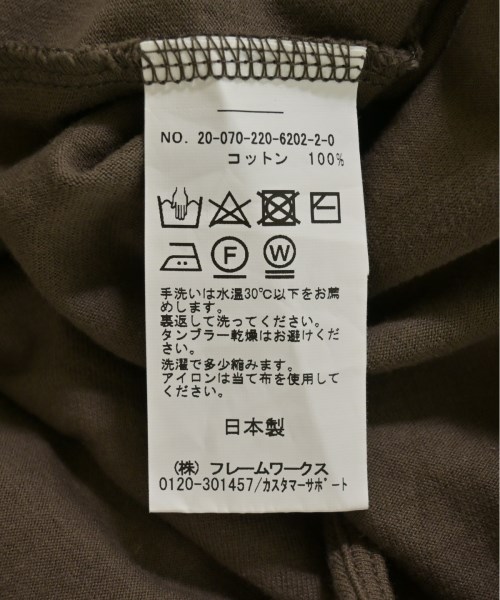 NO. 20-070-220-6202-2-0
コットン 100%
F W
手洗いは水温30℃以下をお薦
めします。
裏返して洗ってください。
タンブラー乾燥はお避けくだ
さい。
洗濯で多少縮みます。
アイロンは当て布を使用して
ください。
日本製
(株) フレームワークス
0120-301457/カスタマーサポート